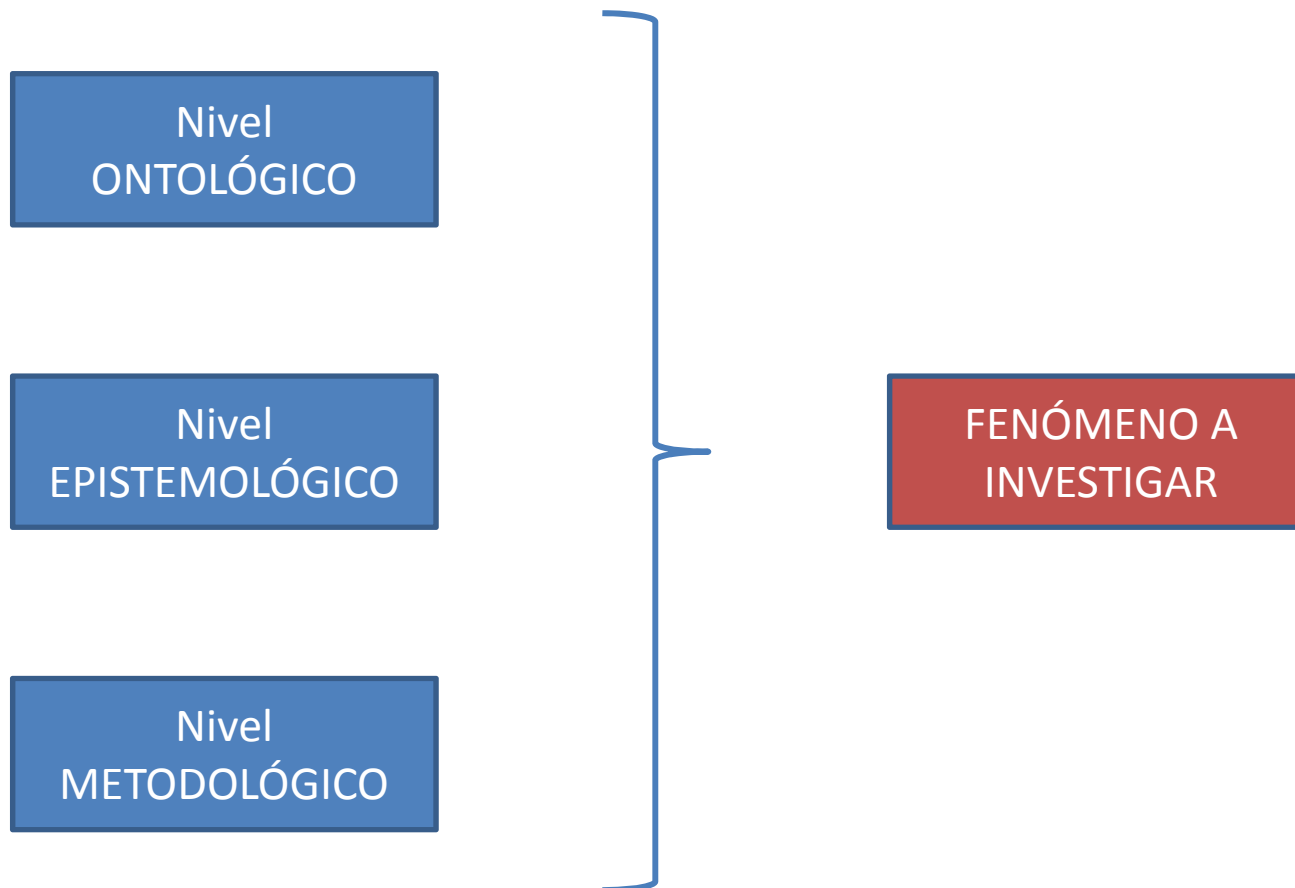 Nivel
ONTOLÓGICO
Nivel
EPISTEMOLÓGICO
FENÓMENO A
INVESTIGAR
Nivel
METODOLÓGICO